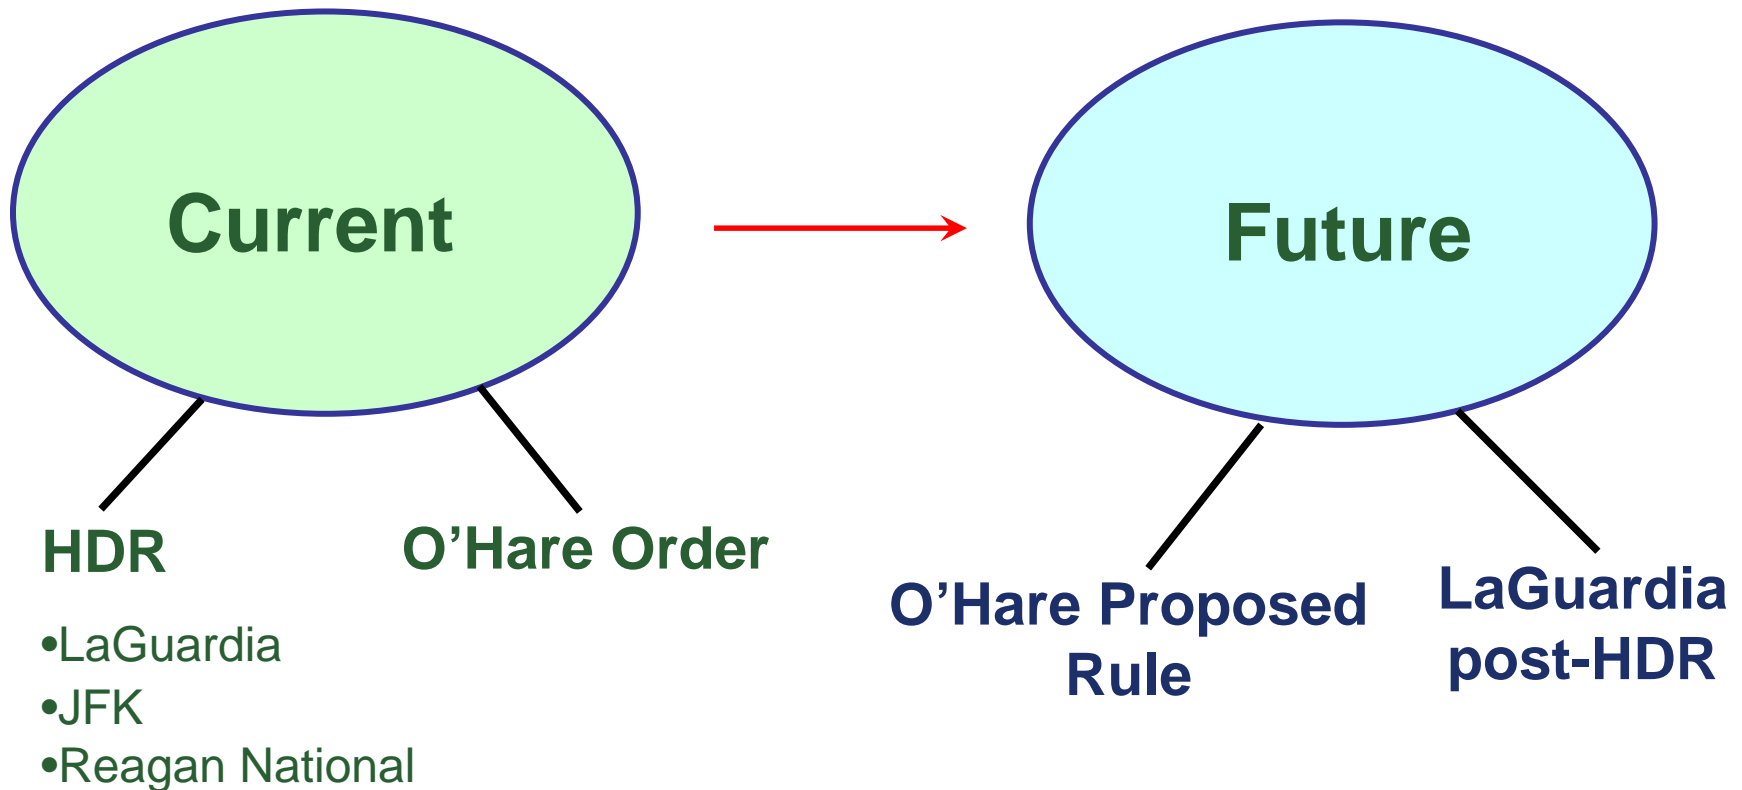 Current
HDR
O’Hare Order
•LaGuardia
•JFK
•Reagan National
Future
O’Hare Proposed
Rule
LaGuardia
post-HDR